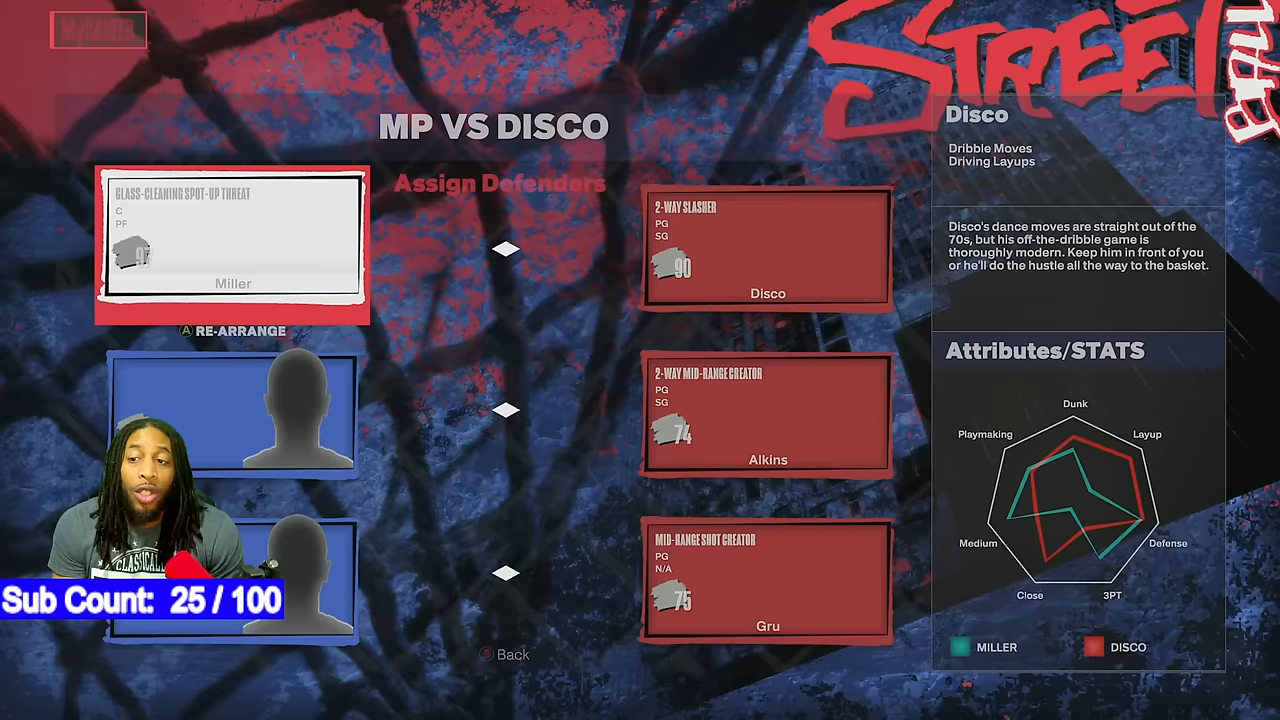 STREET
MP VS DISCO
Assign Defenders
GLASS-CLEANING SPOT-UP THREAT
C
PF
97
Miller
A RE-ARRANGE
2-WAY SLASHER
PG
SG
90
Disco
2-WAY MID-RANGE CREATOR
PG
SG
74
Alkins
MID-RANGE SHOT CREATOR
PG
N/A
75
Gru
Back
Disco
Dribble Moves
Driving Layups
Disco's dance moves are straight out of the
70s, but his off-the-dribble game is
thoroughly modern. Keep him in front of you
or he'll do the hustle all the way to the basket.
Attributes/STATS
Dunk
Playmaking
Layup
Medium
Defense
Close
3PT
MILLER
DISCO
CLASSICAL
Sub Count: 25 / 100